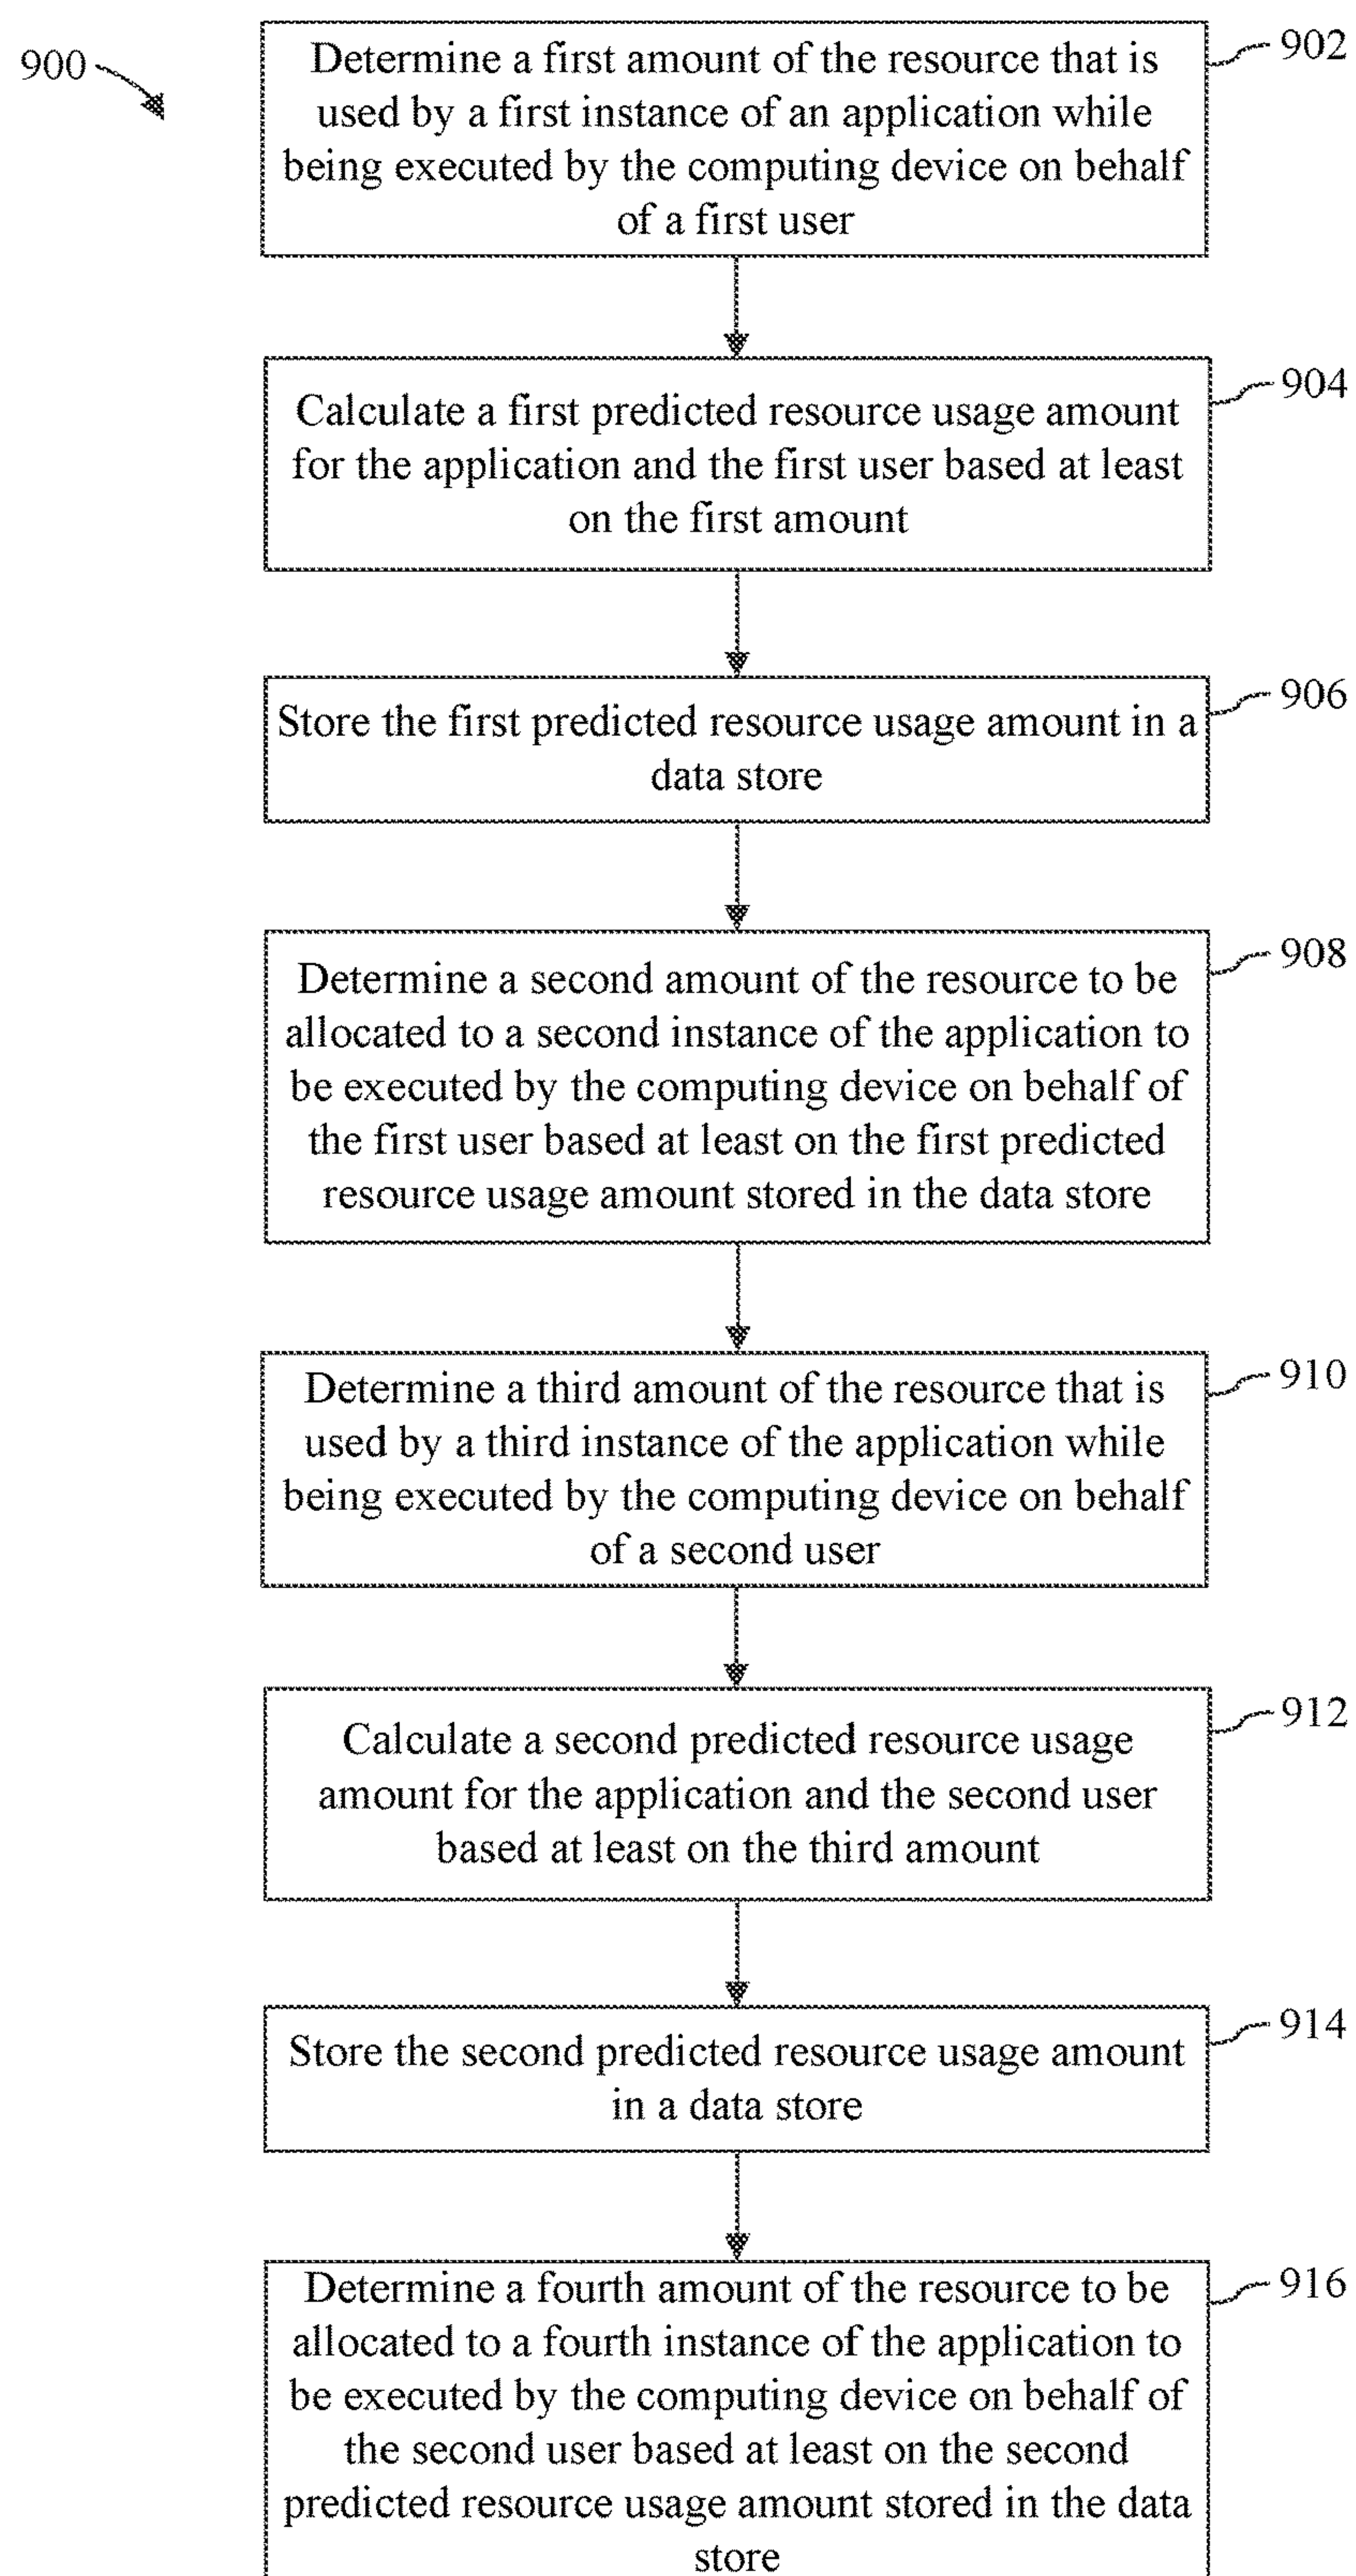 900
902
Determine a first amount of the resource that is
used by a first instance of an application while
being executed by the computing device on behalf
of a first user
904
Calculate a first predicted resource usage amount
for the application and the first user based at least
on the first amount
906
Store the first predicted resource usage amount in a
data store
908
Determine a second amount of the resource to be
allocated to a second instance of the application to
be executed by the computing device on behalf of
the first user based at least on the first predicted
resource usage amount stored in the data store
910
Determine a third amount of the resource that is
used by a third instance of the application while
being executed by the computing device on behalf
of a second user
912
Calculate a second predicted resource usage
amount for the application and the second user
based at least on the third amount
914
Store the second predicted resource usage amount
in a data store
916
Determine a fourth amount of the resource to be
allocated to a fourth instance of the application to
be executed by the computing device on behalf of
the second user based at least on the second
predicted resource usage amount stored in the data
store